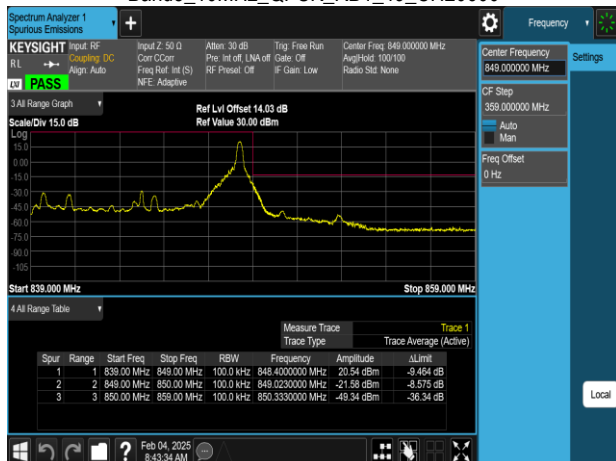 Spectrum Analyzer 1
Spurious Emissions
+
Frequency
KEYSIGHT
RL
LXI
PASS
Input: RF
Coupling: DC
Align: Auto
Input Z: 50 Ω
Corr CCorr
Freq Ref: Int (S)
NFE: Adaptive
Atten: 30 dB
Pre: Int off, LNA off
RF Preset: Off
Trig: Free Run
Gate: Off
IF Gain: Low
Center Freq: 849.000000 MHz
Avg|Hold: 100/100
Radio Std: None
3 All Range Graph
Scale/Div 15.0 dB
Ref Lvl Offset 14.03 dB
Ref Value 30.00 dBm
Log
15.0
0.00
-15.0
-30.0
-45.0
-60.0
-75.0
-90.0
-105
Start 839.000 MHz
Stop 859.000 MHz
4 All Range Table
Measure Trace Trace 1
Trace Type Trace Average (Active)
Spur Range Start Freq Stop Freq RBW Frequency Amplitude ΔLimit
1 1 839.00 MHz 849.00 MHz 100.0 kHz 848.4000000 MHz 20.54 dBm -9.464 dB
2 2 849.00 MHz 850.00 MHz 100.0 kHz 849.0230000 MHz -21.58 dBm -8.575 dB
3 3 850.00 MHz 859.00 MHz 100.0 kHz 850.3330000 MHz -49.34 dBm -36.34 dB
Center Frequency
849.000000 MHz
Settings
CF Step
359.000000 MHz
Auto
Man
Freq Offset
0 Hz
Local
?
Feb 04, 2025
8:43:34 AM